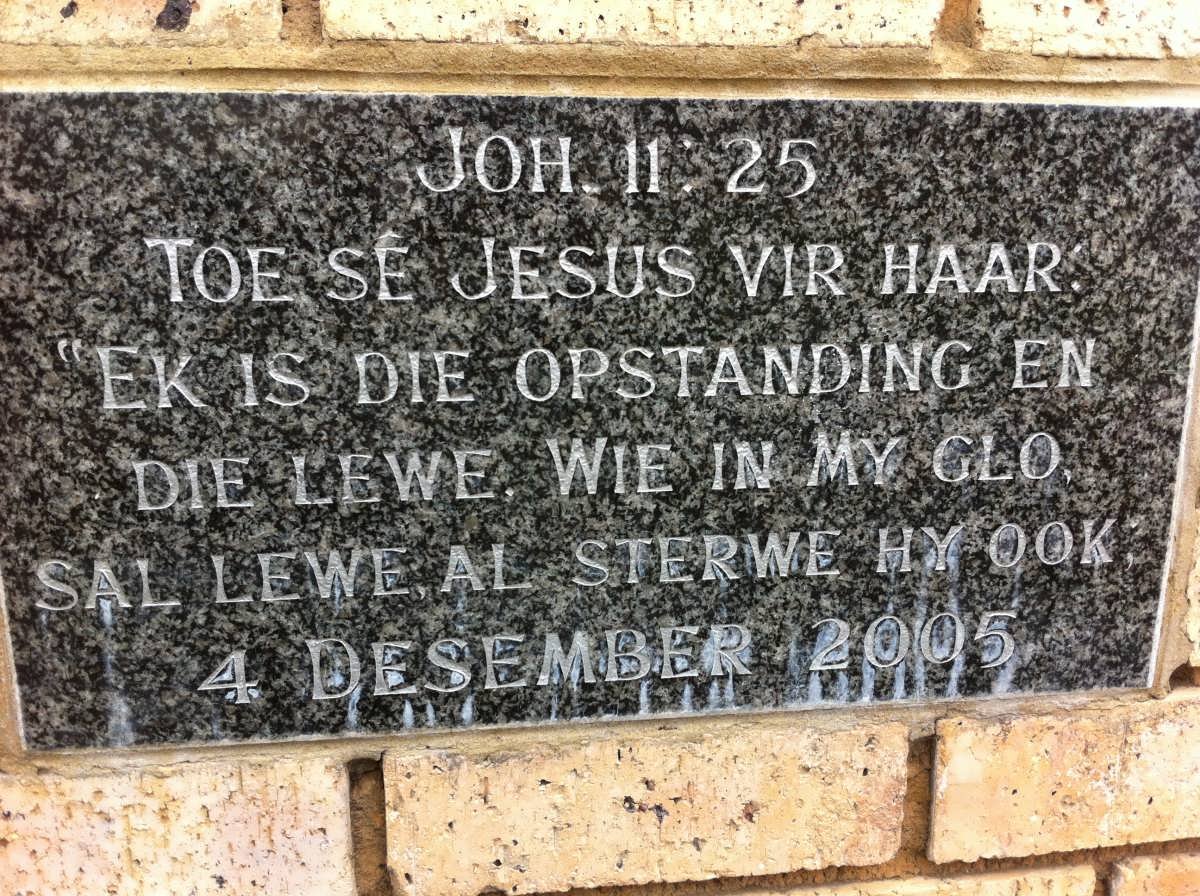 JOH. 11: 25
TOE SÊ JESUS VIR HAAR:
"EK IS DIE OPSTANDING EN
DIE LEWE. WIE IN MY GLO,
SAL LEWE, AL STERWE HY OOK;
4 DESEMBER 2005